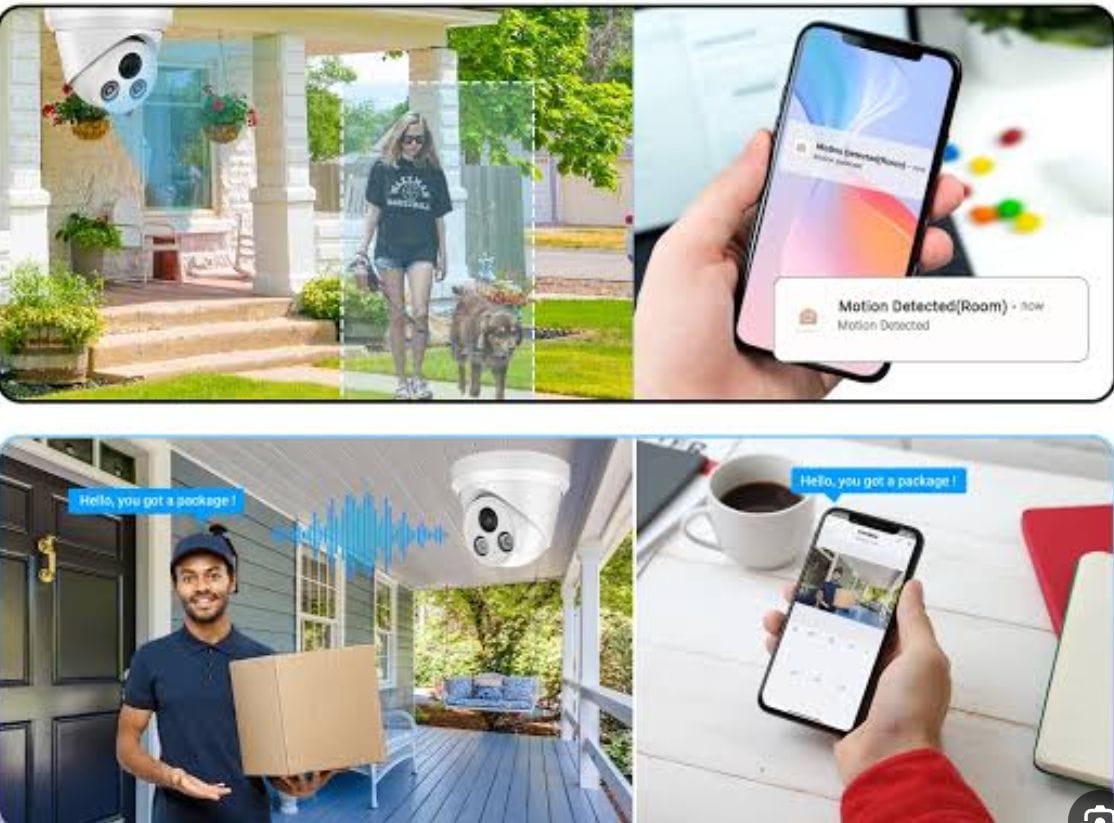 BASKETBALL
Motion Detected(Room) • now
Motion Detected
Motion Detected(Room) • now
Motion Detected
Hello, you got a package !
Hello, you got a package !